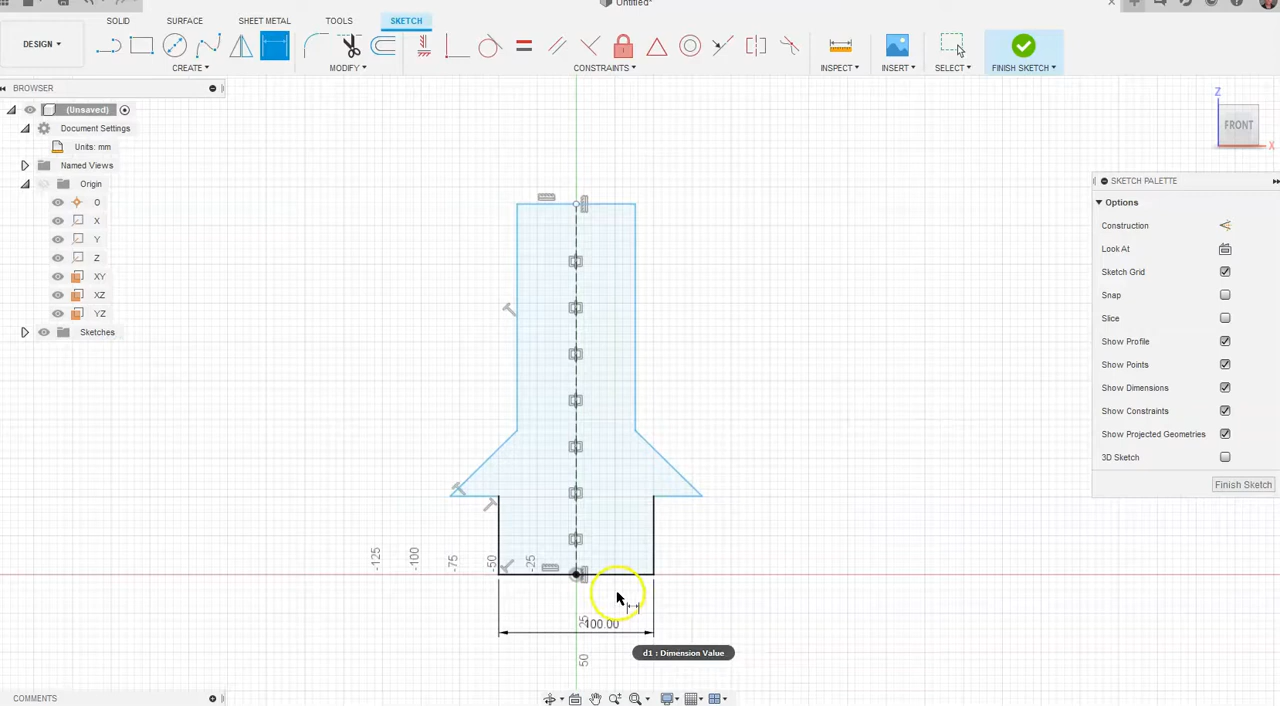 Untitled*
SOLID
SURFACE
SHEET METAL
TOOLS
SKETCH
DESIGN
CREATE
MODIFY
CONSTRAINTS
INSPECT
INSERT
SELECT
FINISH SKETCH
BROWSER
(Unsaved)
Document Settings
Units: mm
Named Views
Origin
O
X
Y
Z
XY
XZ
YZ
Sketches
Z
FRONT
X
SKETCH PALETTE
Options
Construction
Look At
Sketch Grid
Snap
Slice
Show Profile
Show Points
Show Dimensions
Show Constraints
Show Projected Geometries
3D Sketch
Finish Sketch
-125
-100
-75
-50
-25
25
100.00
50
d1 : Dimension Value
COMMENTS